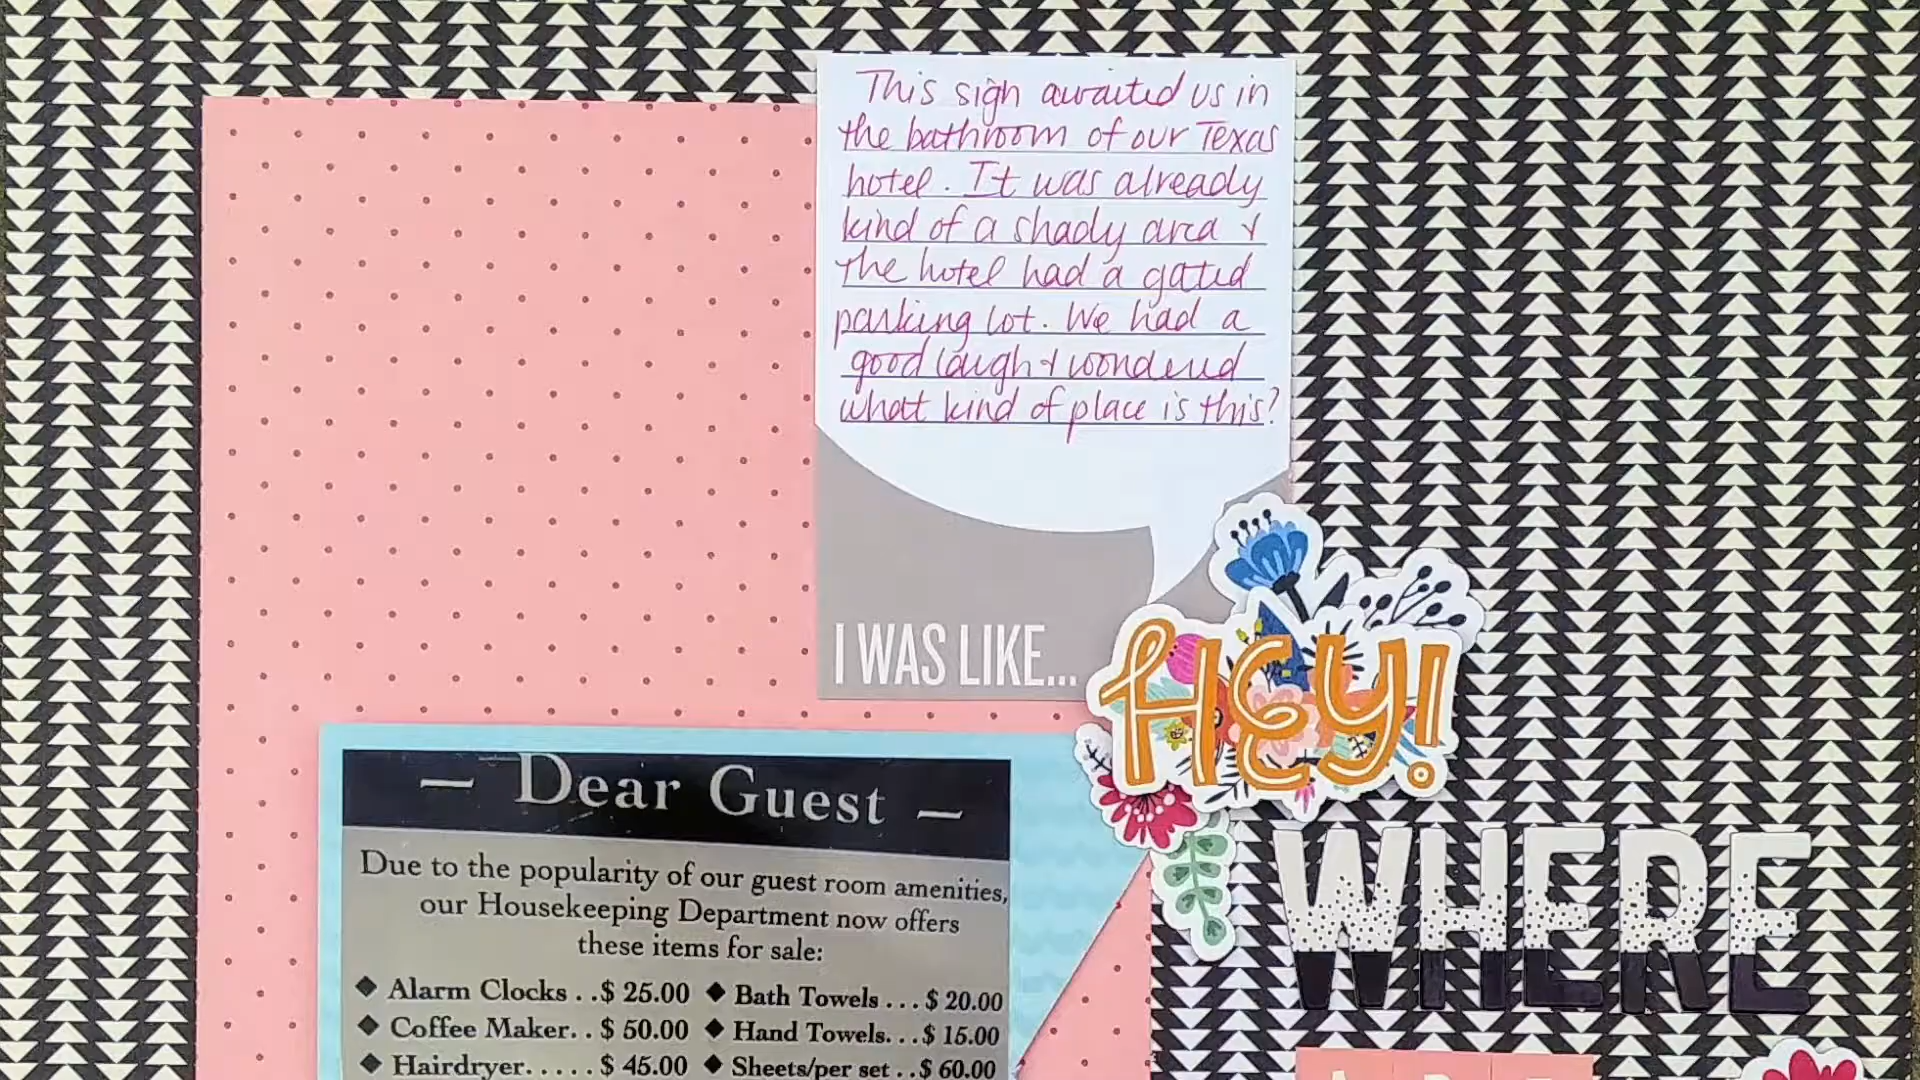 This sign awaited us in
the bathroom of our Texas
hotel. It was already
kind of a shady area &
the hotel had a gated
parking lot. We had a
good laugh & wondered
what kind of place is this?
I WAS LIKE...
HEY!
— Dear Guest —
Due to the popularity of our guest room amenities,
our Housekeeping Department now offers
these items for sale:
◆ Alarm Clocks . . $ 25.00 ◆ Bath Towels . . . $ 20.00
◆ Coffee Maker. . $ 50.00 ◆ Hand Towels. . . $ 15.00
◆ Hairdryer. . . . . $ 45.00 ◆ Sheets/per set . . $ 60.00
WHERE